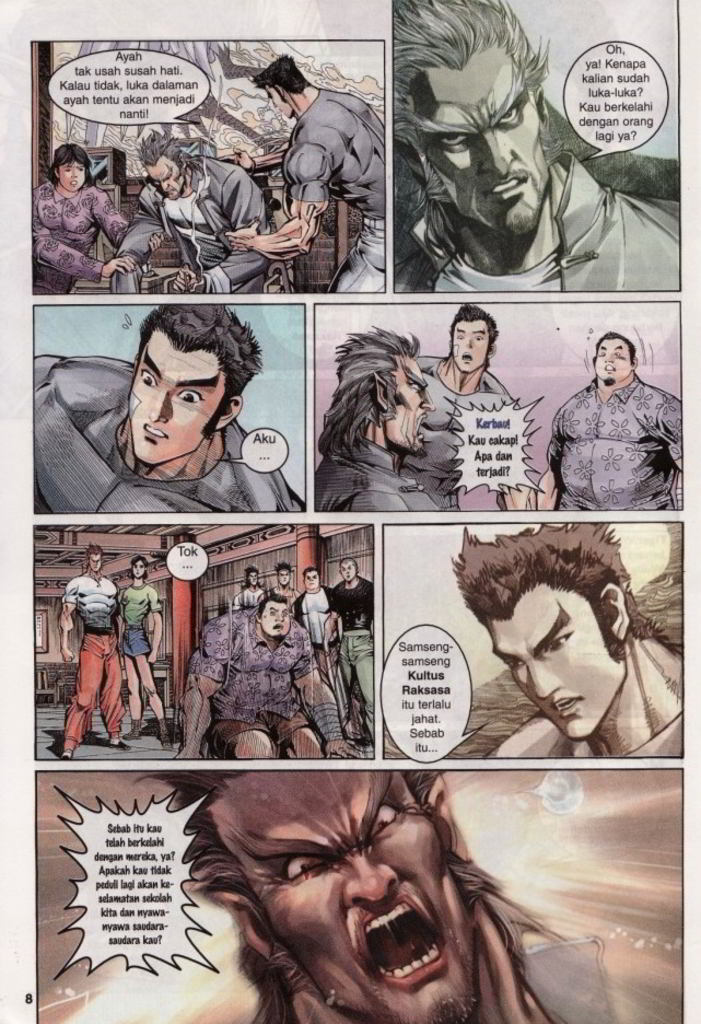 Ayah
tak usah susah hati.
Kalau tidak, luka dalaman
ayah tentu akan menjadi
nanti!
Oh,
ya! Kenapa
kalian sudah
luka-luka?
Kau berkelahi
dengan orang
lagi ya?
Aku
...
Kerbau!
Kau cakap!
Apa dan
terjadi?
Tok
...
Samseng-
samseng
Kultus
Raksasa
itu terlalu
jahat.
Sebab
itu...
Sebab itu kau
telah berkelahi
dengan mereka, ya?
Apakah kau tidak
peduli lagi akan ke-
selamatan sekolah
kita dan nyawa-
nyawa saudara-
saudara kau?
8